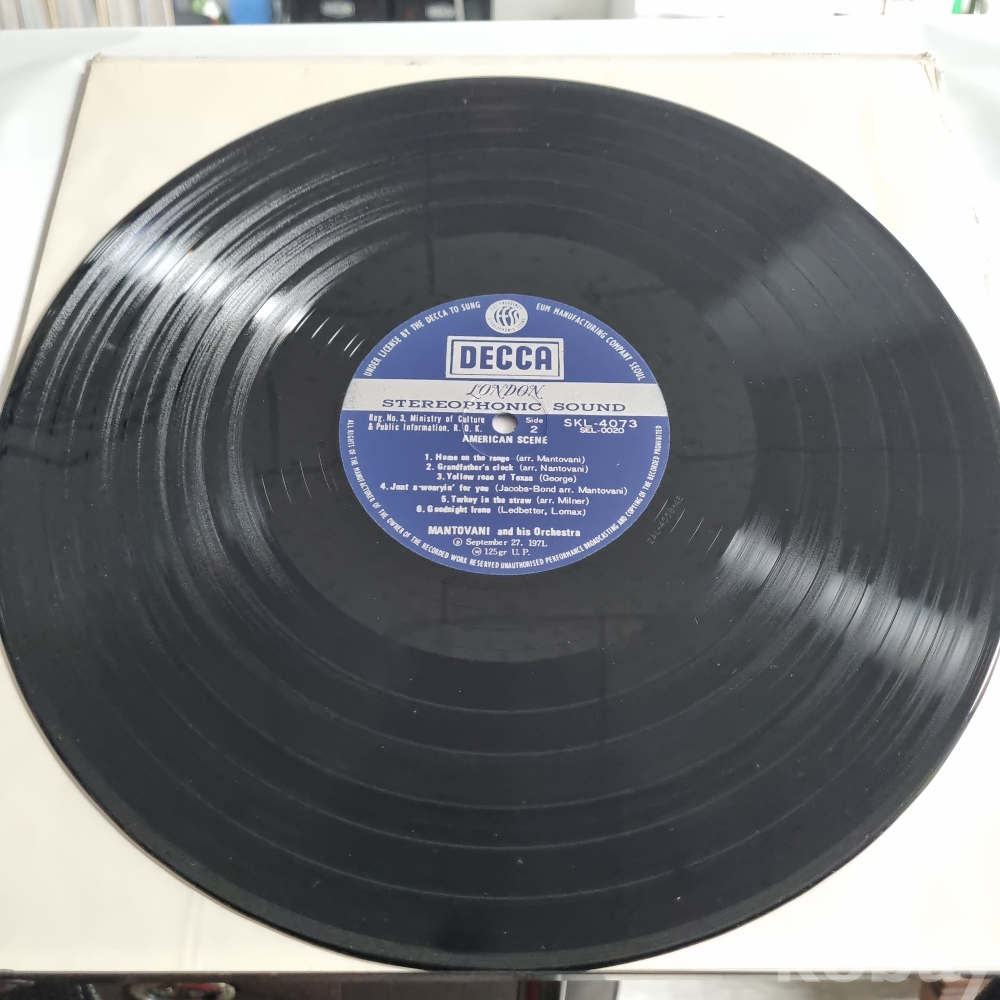 UNDER LICENSE BY THE DECCA TO SUNG EUM MANUFACTURING COMPANY SEOUL
DECCA
LONDON
STEREOPHONIC SOUND
Reg. No. 3, Ministry of Culture
& Public Information, R. O. K.
Side
2
SKL-4073
SEL-0020
AMERICAN SCENE
1. Home on the range (arr. Mantovani)
2. Grandfather's clock (arr. Nantovani)
3. Yellow rose of Texas (George)
4. Just a-wearyin' for you (Jacobs-Bond arr. Mantovani)
5. Turkey in the straw (arr. Milner)
6. Goodnight Irene (Ledbetter, Lomax)
MANTOVANI and his Orchestra
Ⓟ September 27. 1971.
Ⓦ 125gr U. P.
ALL RIGHTS OF THE MANUFACTURER OF THE OWNER OF THE RECORDED WORK RESERVED UNAUTHORISED PERFORMANCE BROADCASTING AND COPYING OF THE RECORD PROHIBITED